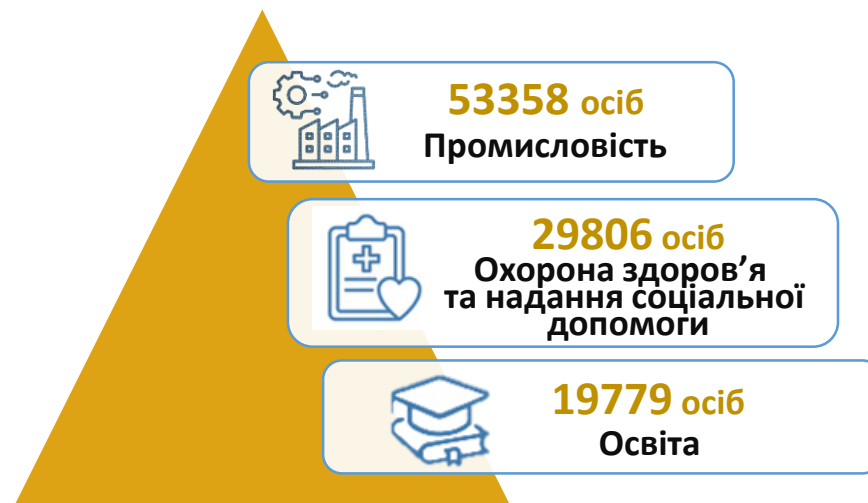 53358 осіб
Промисловість
29806 осіб
Охорона здоров’я
та надання соціальної
допомоги
19779 осіб
Освіта